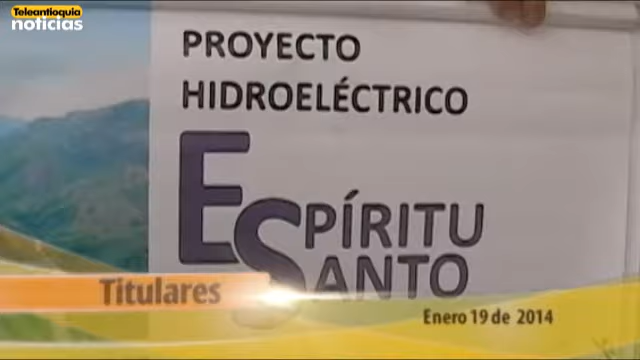 Teleantioquia
noticias
PROYECTO
HIDROELÉCTRICO
ESPÍRITU
SANTO
Titulares
Enero 19 de 2014